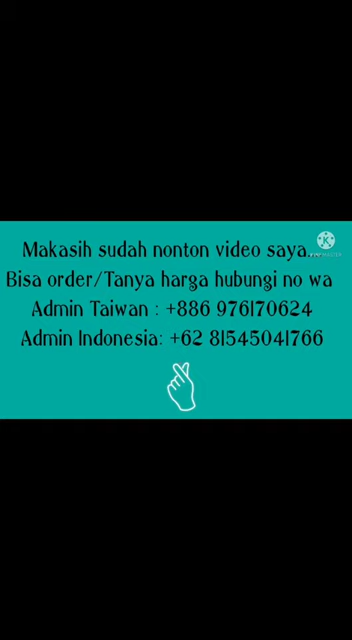 Makasih sudah nonton video saya...
Bisa order/Tanya harga hubungi no wa
Admin Taiwan : +886 976170624
Admin Indonesia: +62 81545041766